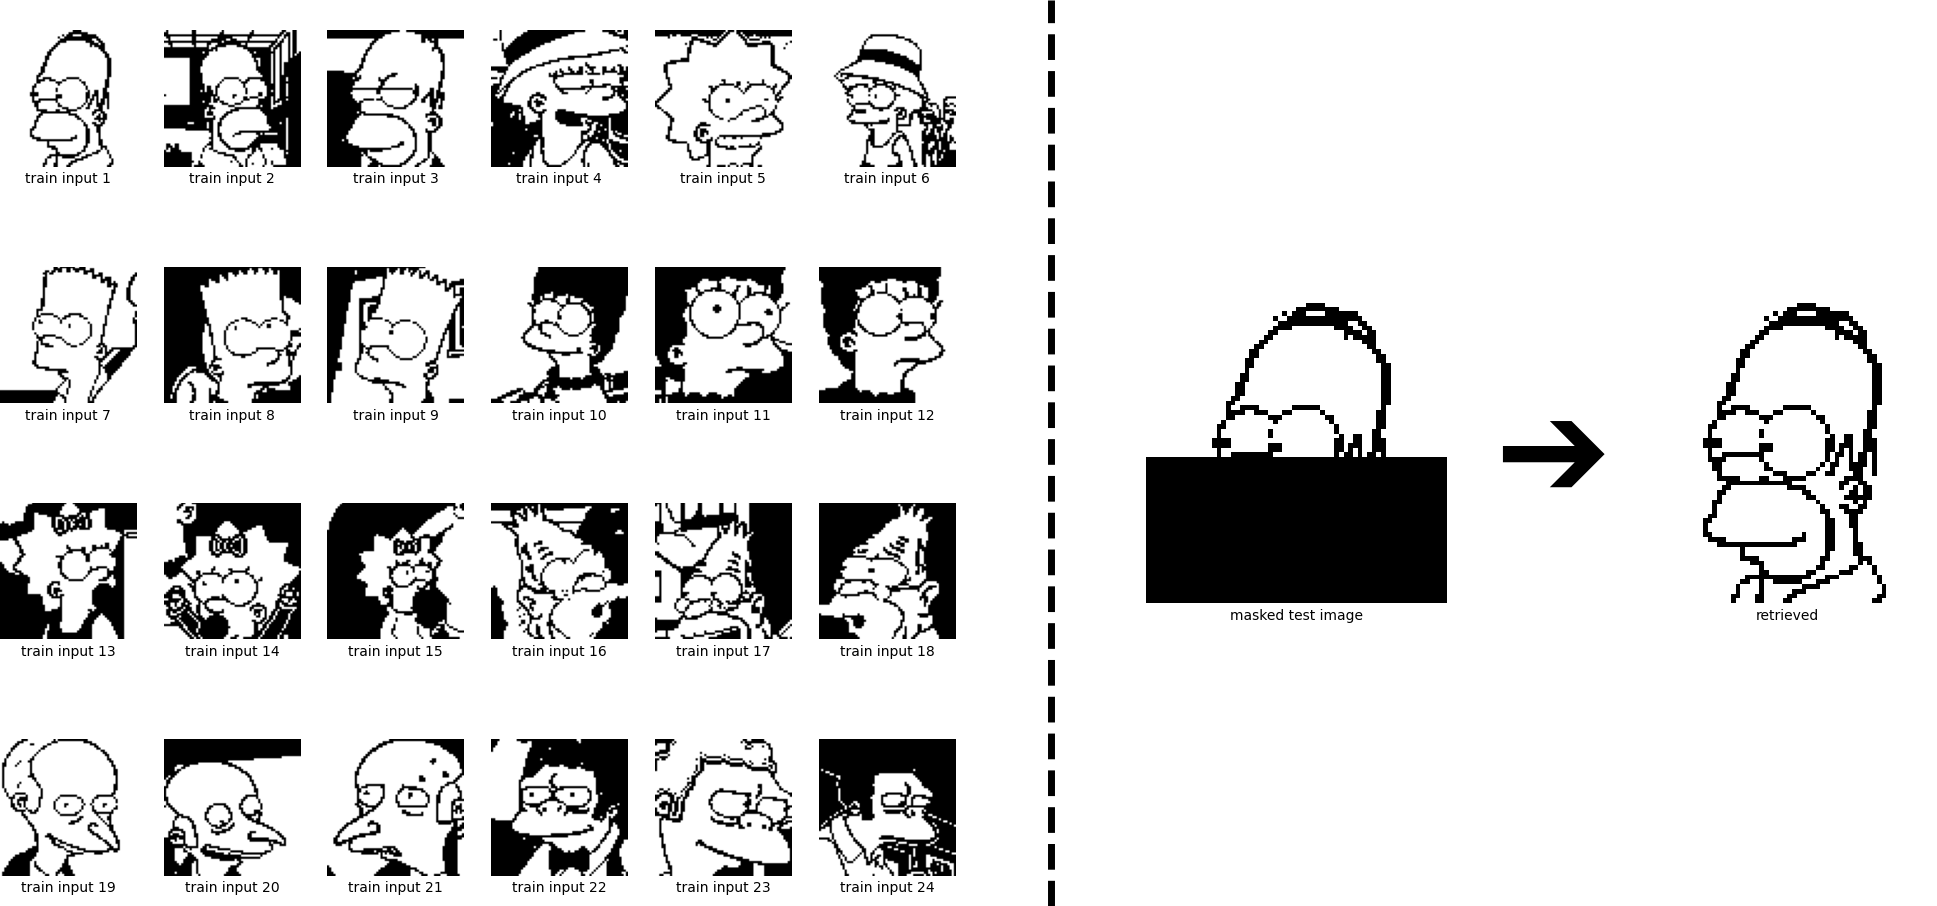 train input 1
train input 2
train input 3
train input 4
train input 5
train input 6
train input 7
train input 8
train input 9
train input 10
train input 11
train input 12
train input 13
train input 14
train input 15
train input 16
train input 17
train input 18
train input 19
train input 20
train input 21
train input 22
train input 23
train input 24
masked test image
retrieved